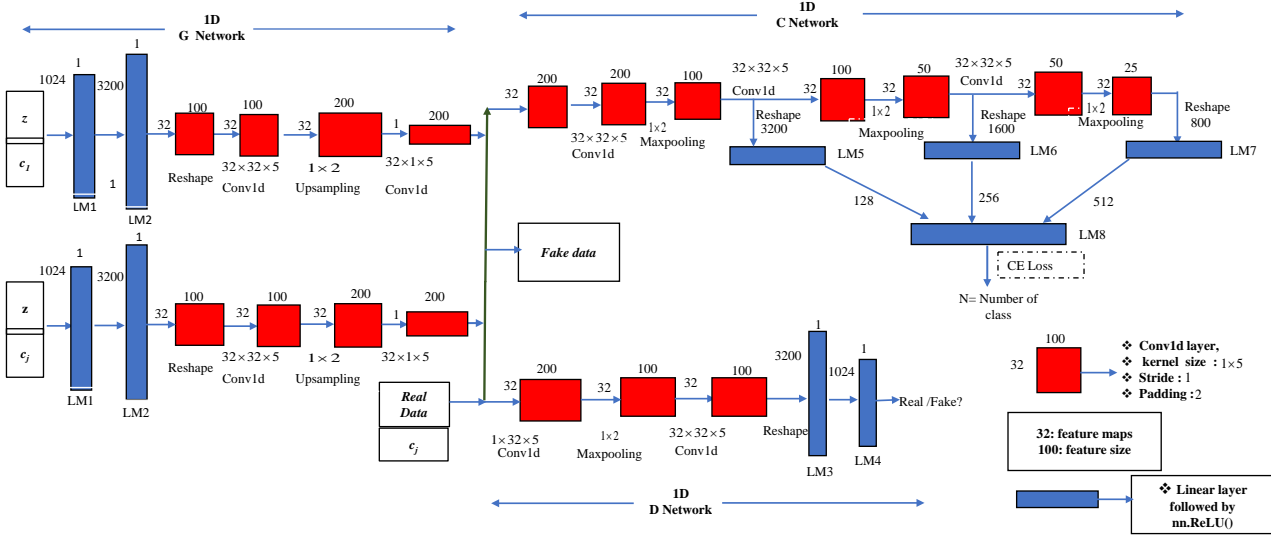 1D
G Network
1D
C Network
1
1
1024
3200
z
c1
1
LM1
LM2
32
100
Reshape
32
100
32×32×5
Conv1d
32
200
1×2
Upsampling
1
200
32×1×5
Conv1d
32
200
32
200
32×32×5
Conv1d
32
100
1×2
Maxpooling
32×32×5
Conv1d
Reshape
3200
LM5
32
100
32
50
1×2
Maxpooling
32×32×5
Conv1d
Reshape
1600
LM6
32
50
32
25
1×2
Maxpooling
Reshape
800
LM7
128
256
512
LM8
CE Loss
N= Number of
class
Fake data
1
1
1024
3200
z
cj
LM1
LM2
32
100
Reshape
32
100
32×32×5
Conv1d
32
200
1×2
Upsampling
1
200
32×1×5
Conv1d
Real
Data
cj
32
200
1×32×5
Conv1d
32
100
1×2
Maxpooling
32
100
32×32×5
Conv1d
Reshape
1
3200
LM3
1
1024
LM4
Real /Fake?
1D
D Network
100
32
❖ Conv1d layer,
❖ kernel size : 1×5
❖ Stride : 1
❖ Padding : 2
32: feature maps
100: feature size
❖ Linear layer
followed by
nn.ReLU()